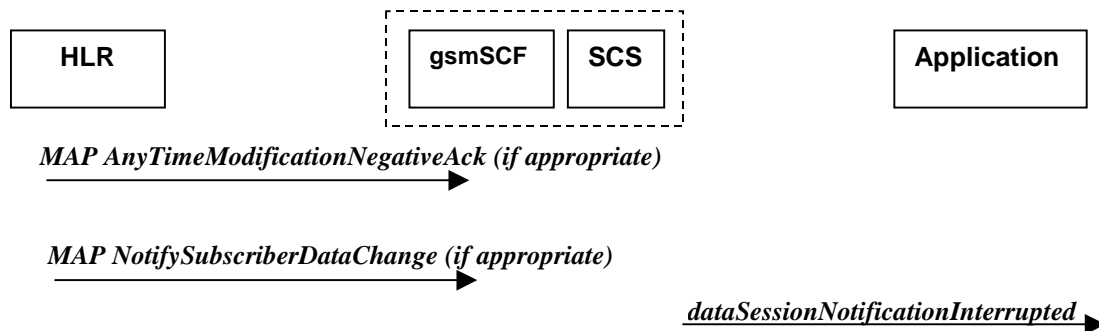 HLR
gsmSCF
SCS
Application
MAP AnyTimeModificationNegativeAck (if appropriate)
MAP NotifySubscriberDataChange (if appropriate)
dataSessionNotificationInterrupted